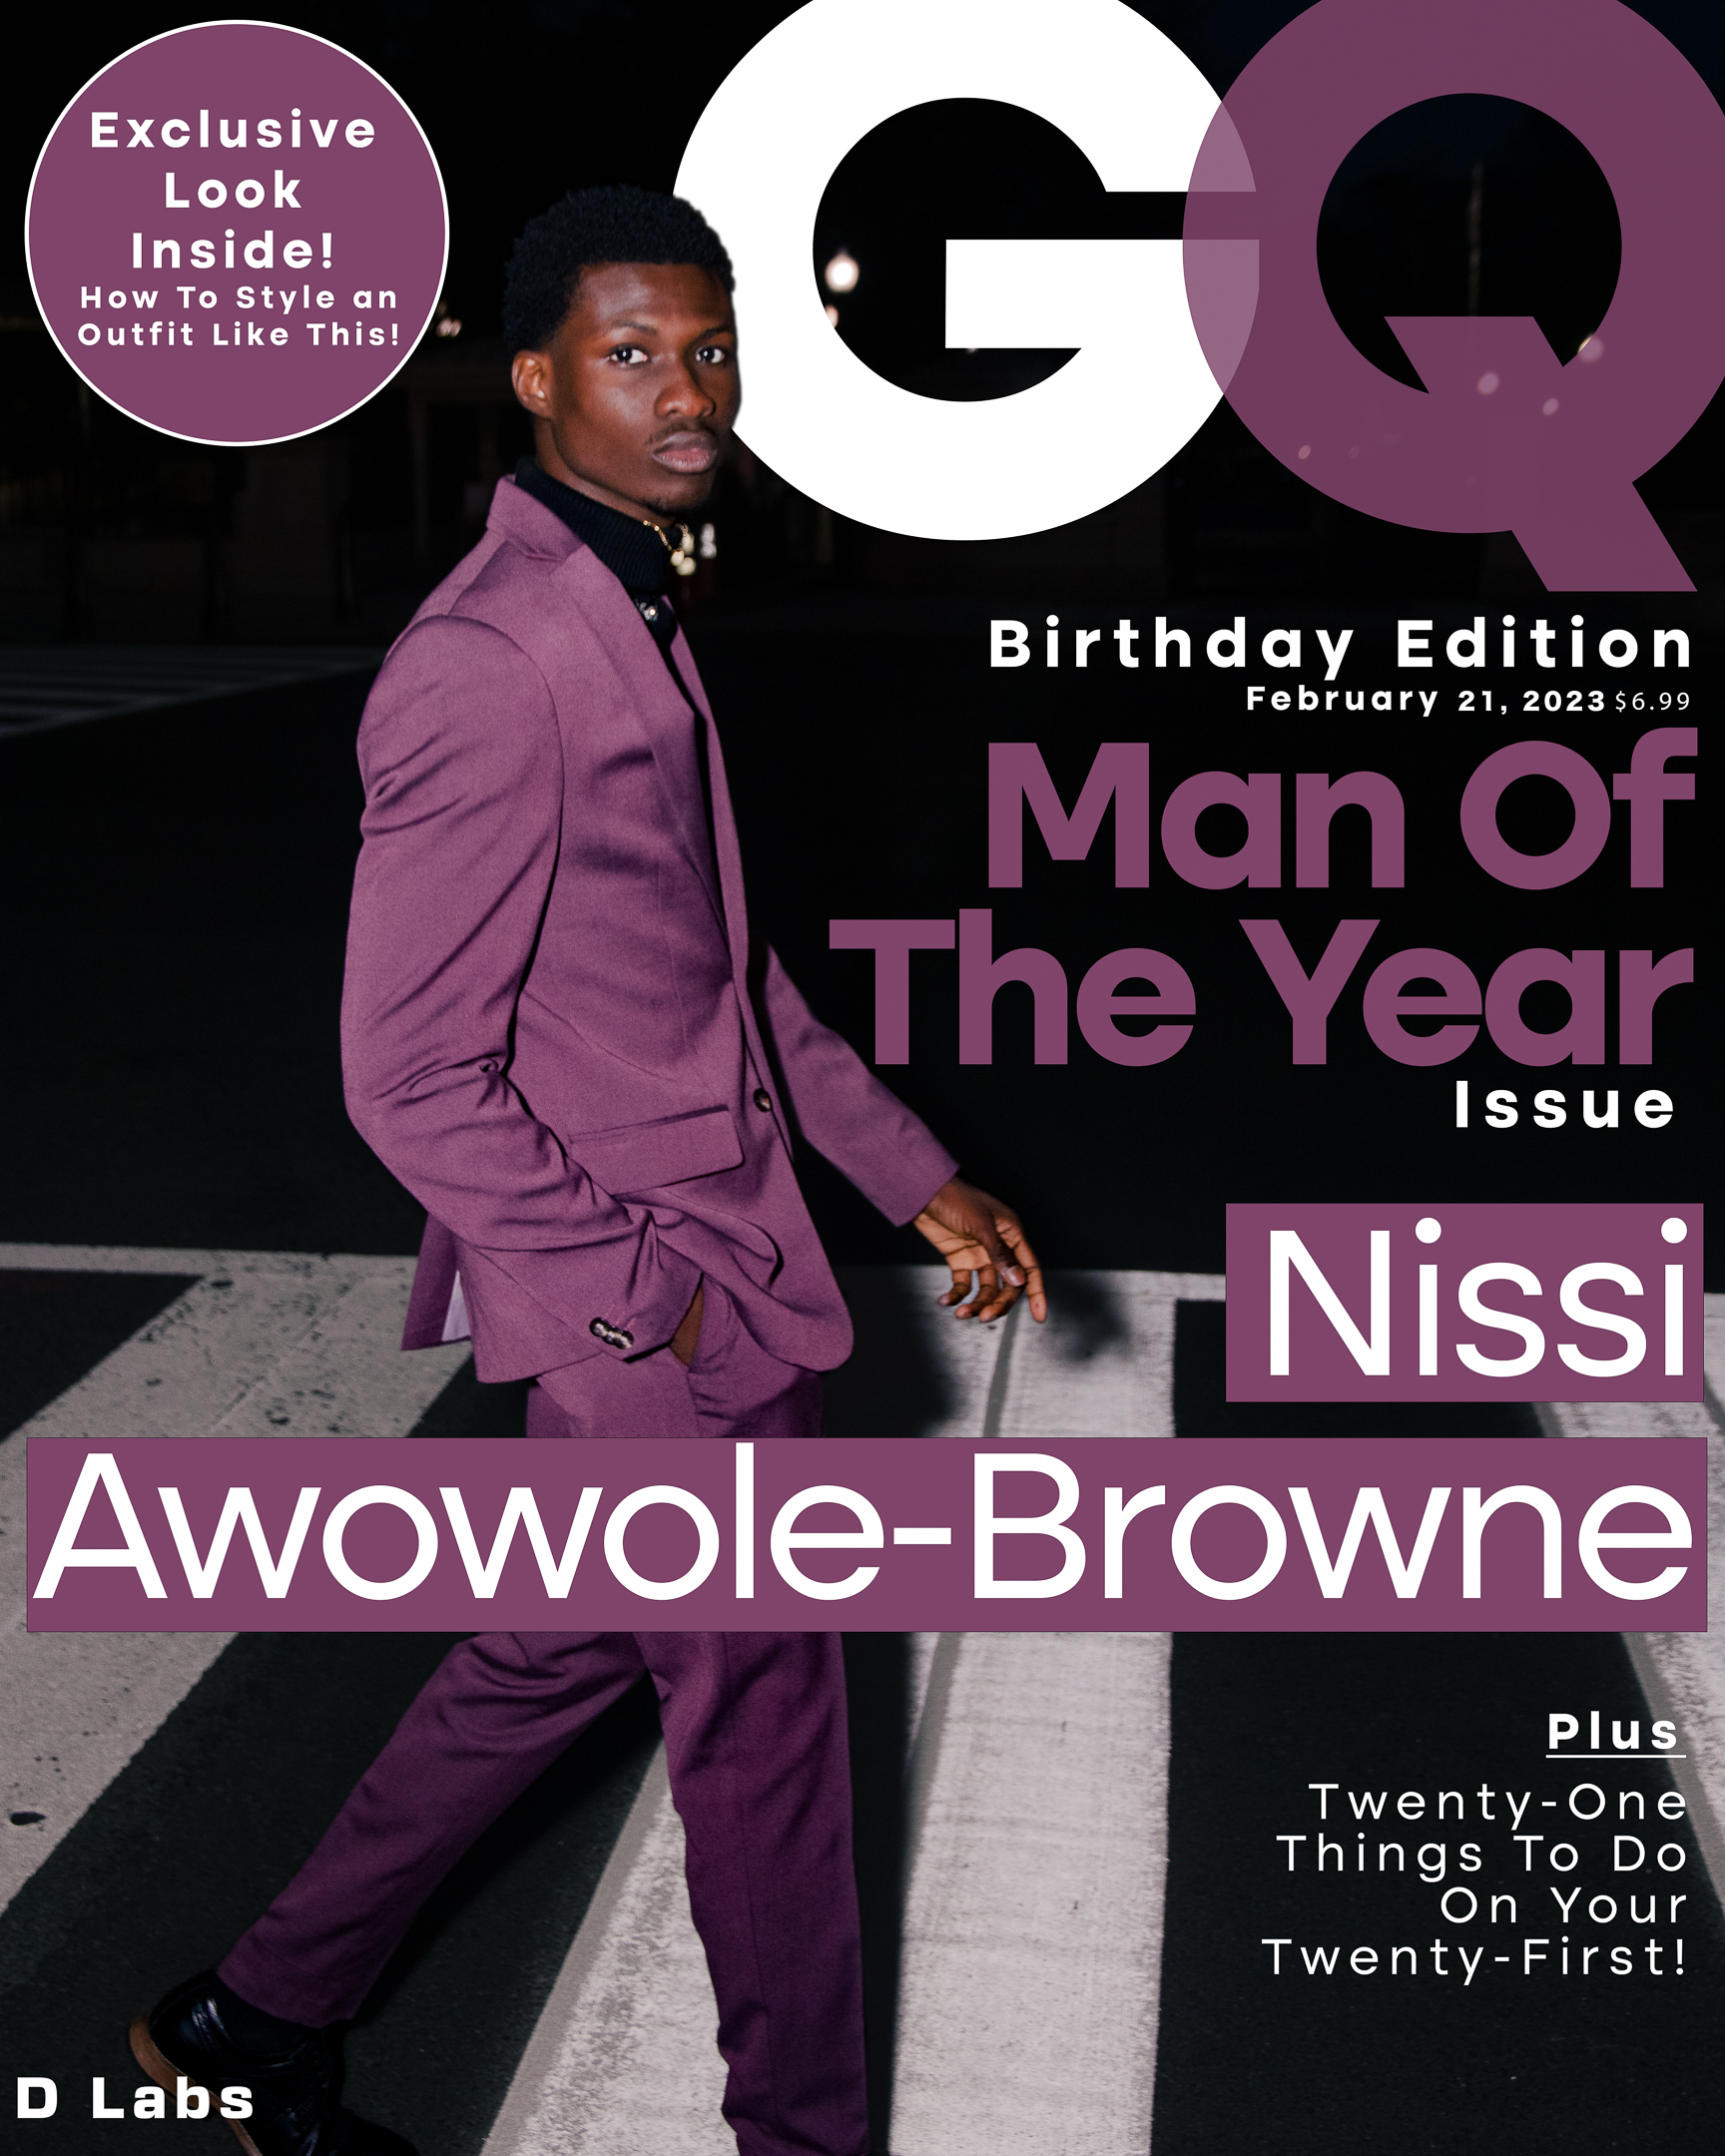 GQ
Exclusive
Look
Inside!
How To Style an
Outfit Like This!
Birthday Edition
February 21, 2023 $6.99
Man Of
The Year
Issue
Nissi
Awowole-Browne
Plus
Twenty-One
Things To Do
On Your
Twenty-First!
D Labs